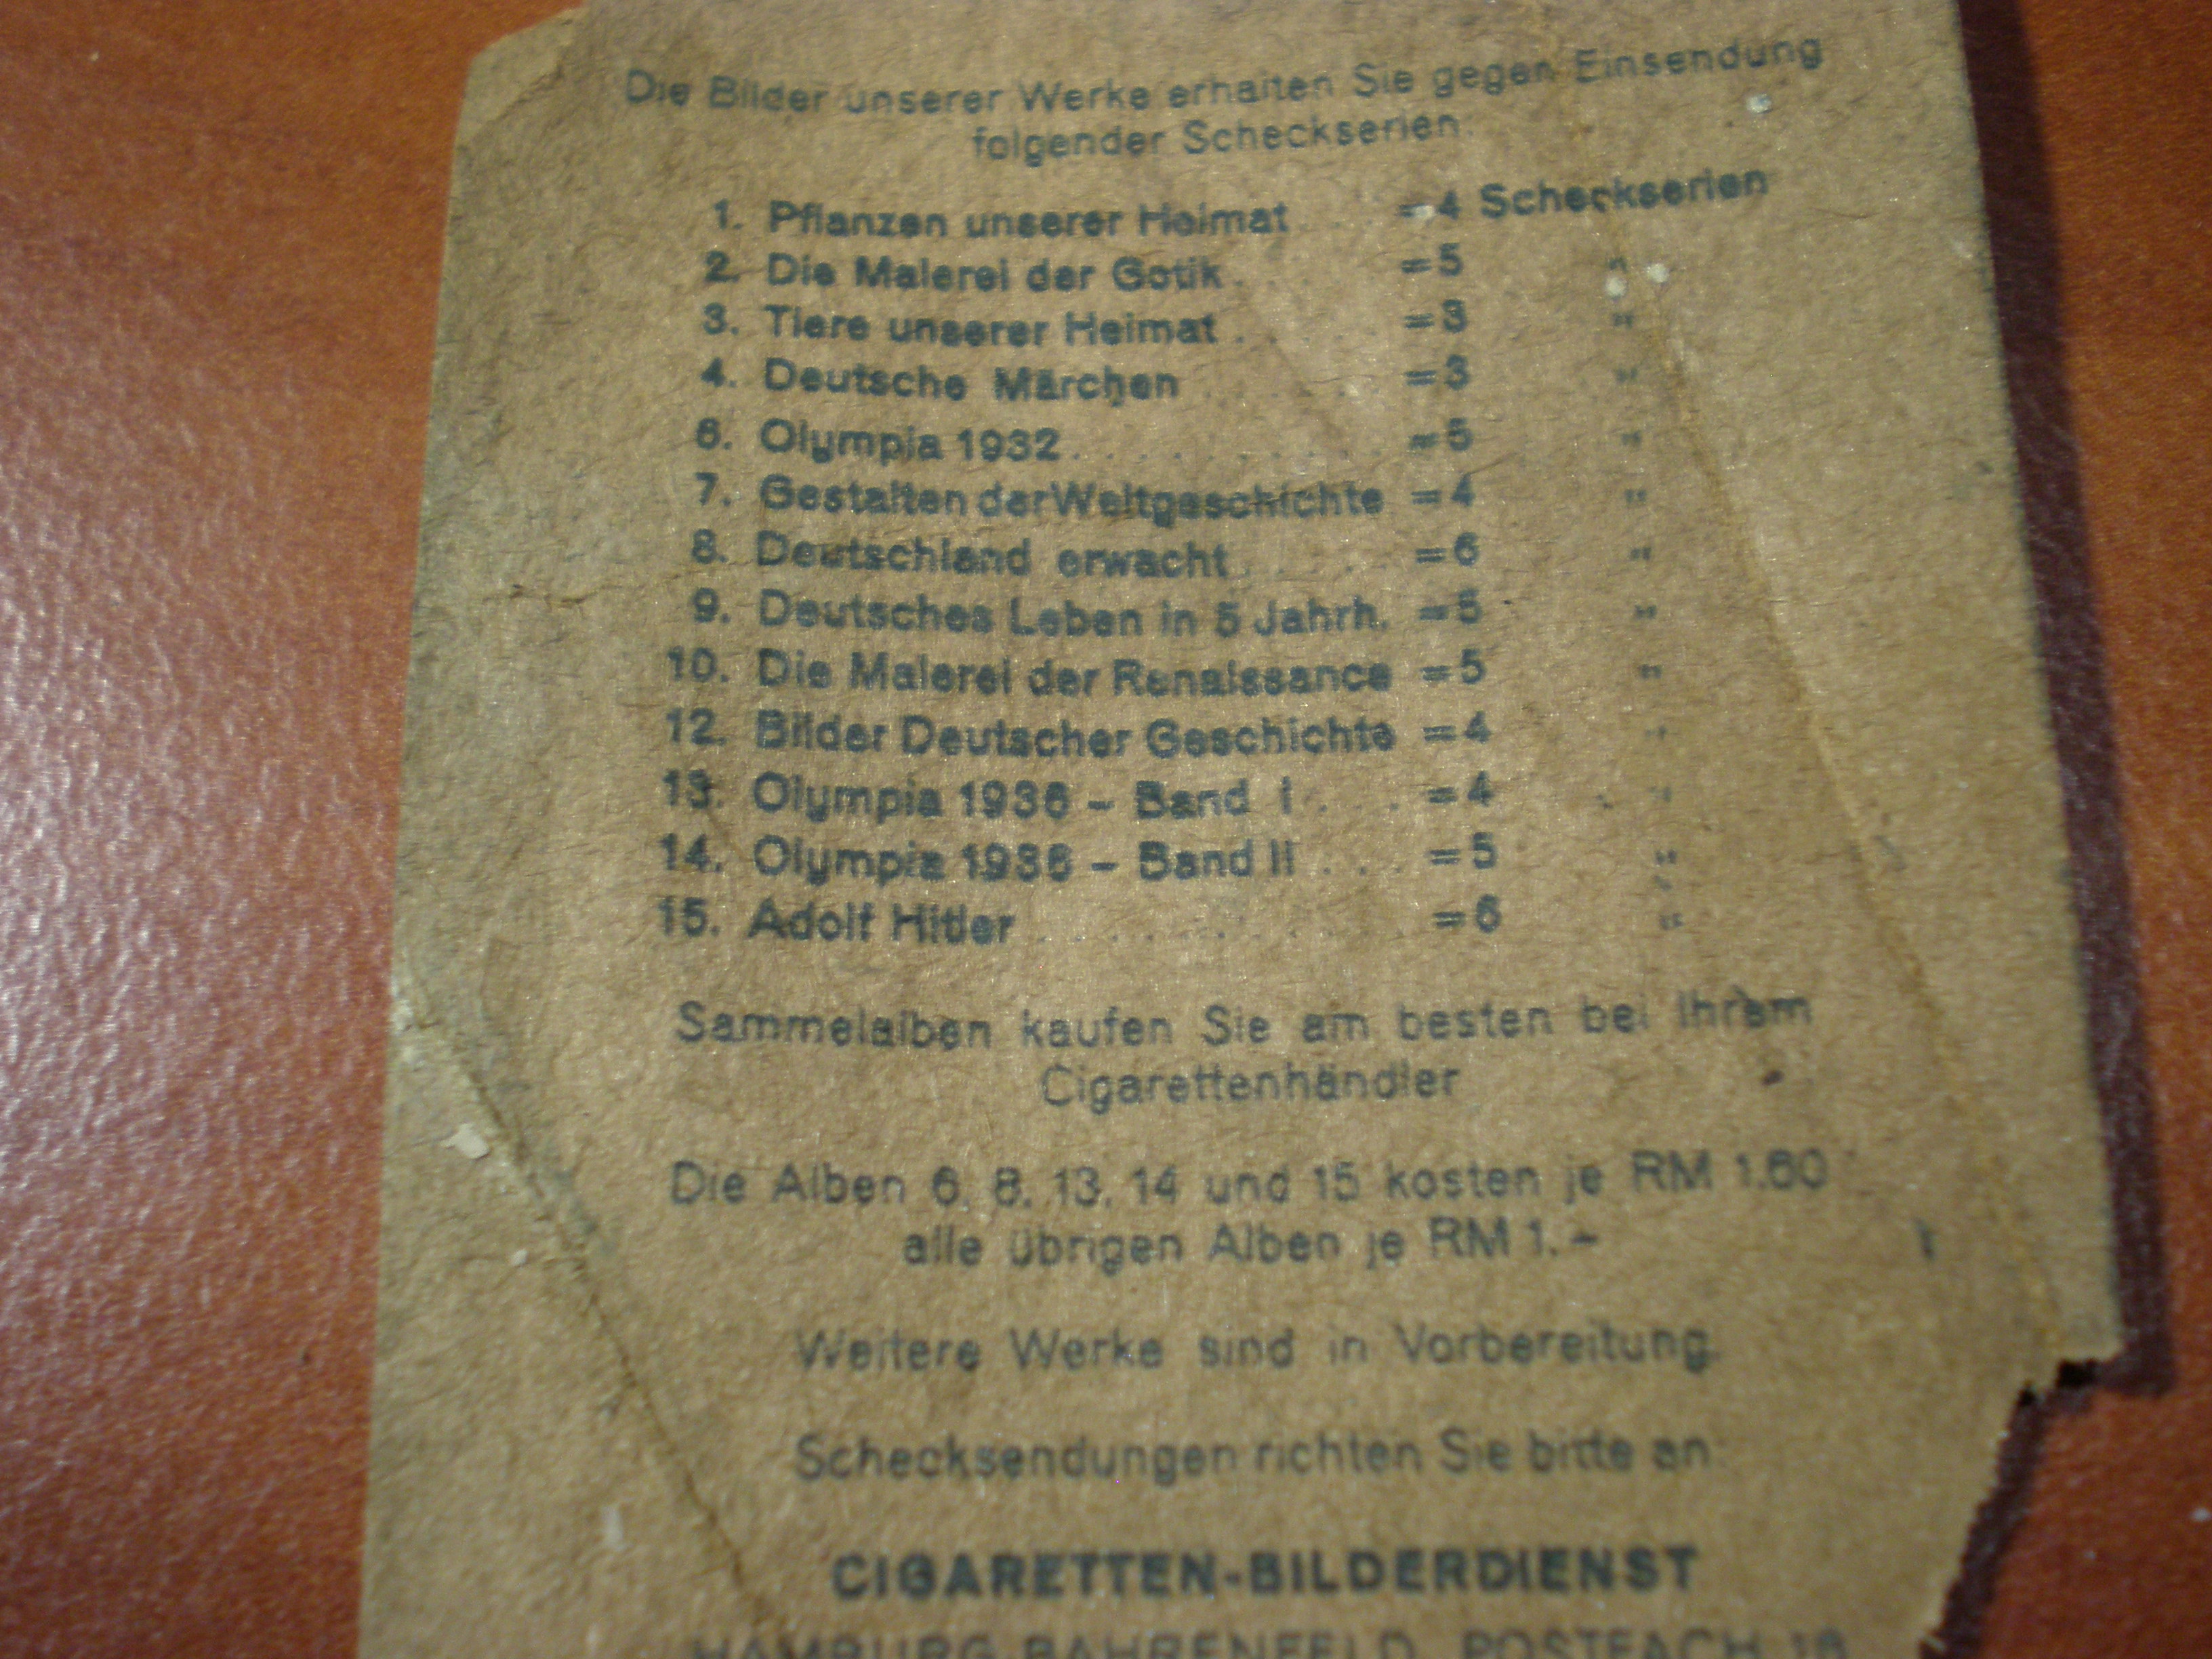 Die Bilder unserer Werke erhalten Sie gegen Einsendung
folgender Scheckserien:
1. Pflanzen unserer Heimat . . = 4 Scheckserien
2. Die Malerei der Gotik . . . = 5 "
3. Tiere unserer Heimat . . . . = 3 "
4. Deutsche Märchen . . . . . = 3 "
6. Olympia 1932 . . . . . . . . . . = 5 "
7. Gestalten der Weltgeschichte = 4 "
8. Deutschland erwacht . . . . = 6 "
9. Deutsches Leben in 5 Jahrh. = 5 "
10. Die Malerei der Renaissance = 5 "
12. Bilder Deutscher Geschichte = 4 "
13. Olympia 1936 – Band I . . . = 4 "
14. Olympia 1936 – Band II . . . = 5 "
15. Adolf Hitler . . . . . . . . . . = 6 "
Sammelalben kaufen Sie am besten bei Ihrem
Cigarettenhändler
Die Alben 6, 8, 13, 14 und 15 kosten je RM 1.60
alle übrigen Alben je RM 1.–
Weitere Werke sind in Vorbereitung.
Schecksendungen richten Sie bitte an:
CIGARETTEN-BILDERDIENST
HAMBURG-BAHRENFELD, POSTFACH